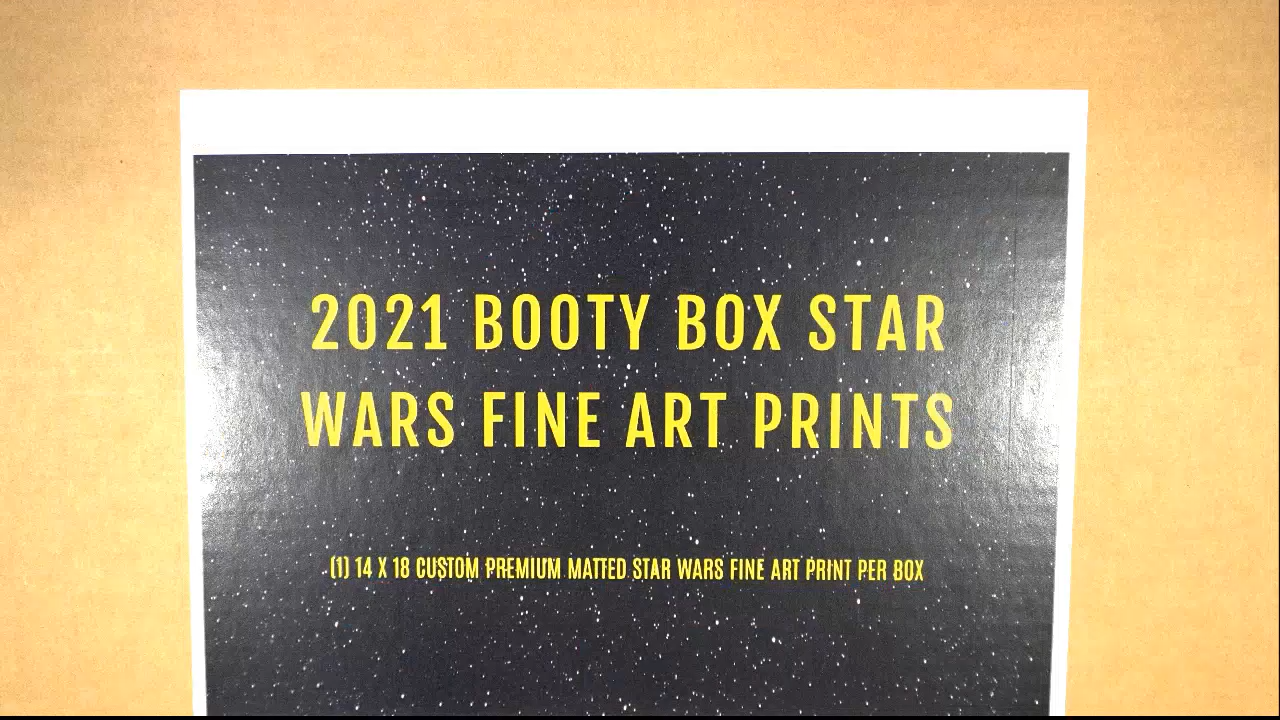 2021 BOOTY BOX STAR
WARS FINE ART PRINTS
(1) 14 X 18 CUSTOM PREMIUM MATTED STAR WARS FINE ART PRINT PER BOX